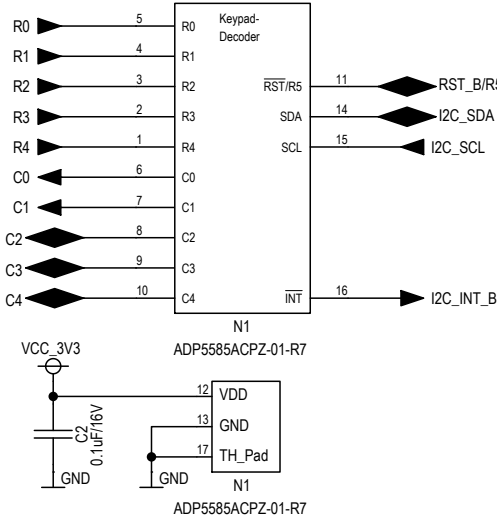 Keypad-
Decoder
R0 5 R0
R1 4 R1
R2 3 R2 RST/R5 11 RST_B/R5
R3 2 R3 SDA 14 I2C_SDA
R4 1 R4 SCL 15 I2C_SCL
C0 6 C0
C1 7 C1
C2 8 C2
C3 9 C3
C4 10 C4 INT 16 I2C_INT_B
N1
ADP5585ACPZ-01-R7
VCC_3V3
12 VDD
13 GND
17 TH_Pad
C2
0.1uF/16V
GND
GND
N1
ADP5585ACPZ-01-R7